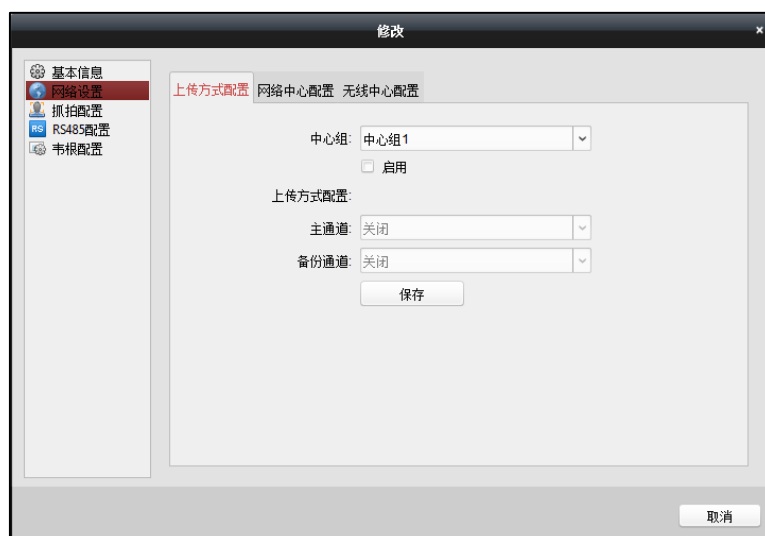 修改
×
基本信息
网络设置
抓拍配置
RS RS485配置
韦根配置
上传方式配置 网络中心配置 无线中心配置
中心组: 中心组1
启用
上传方式配置:
主通道: 关闭
备份通道: 关闭
保存
取消